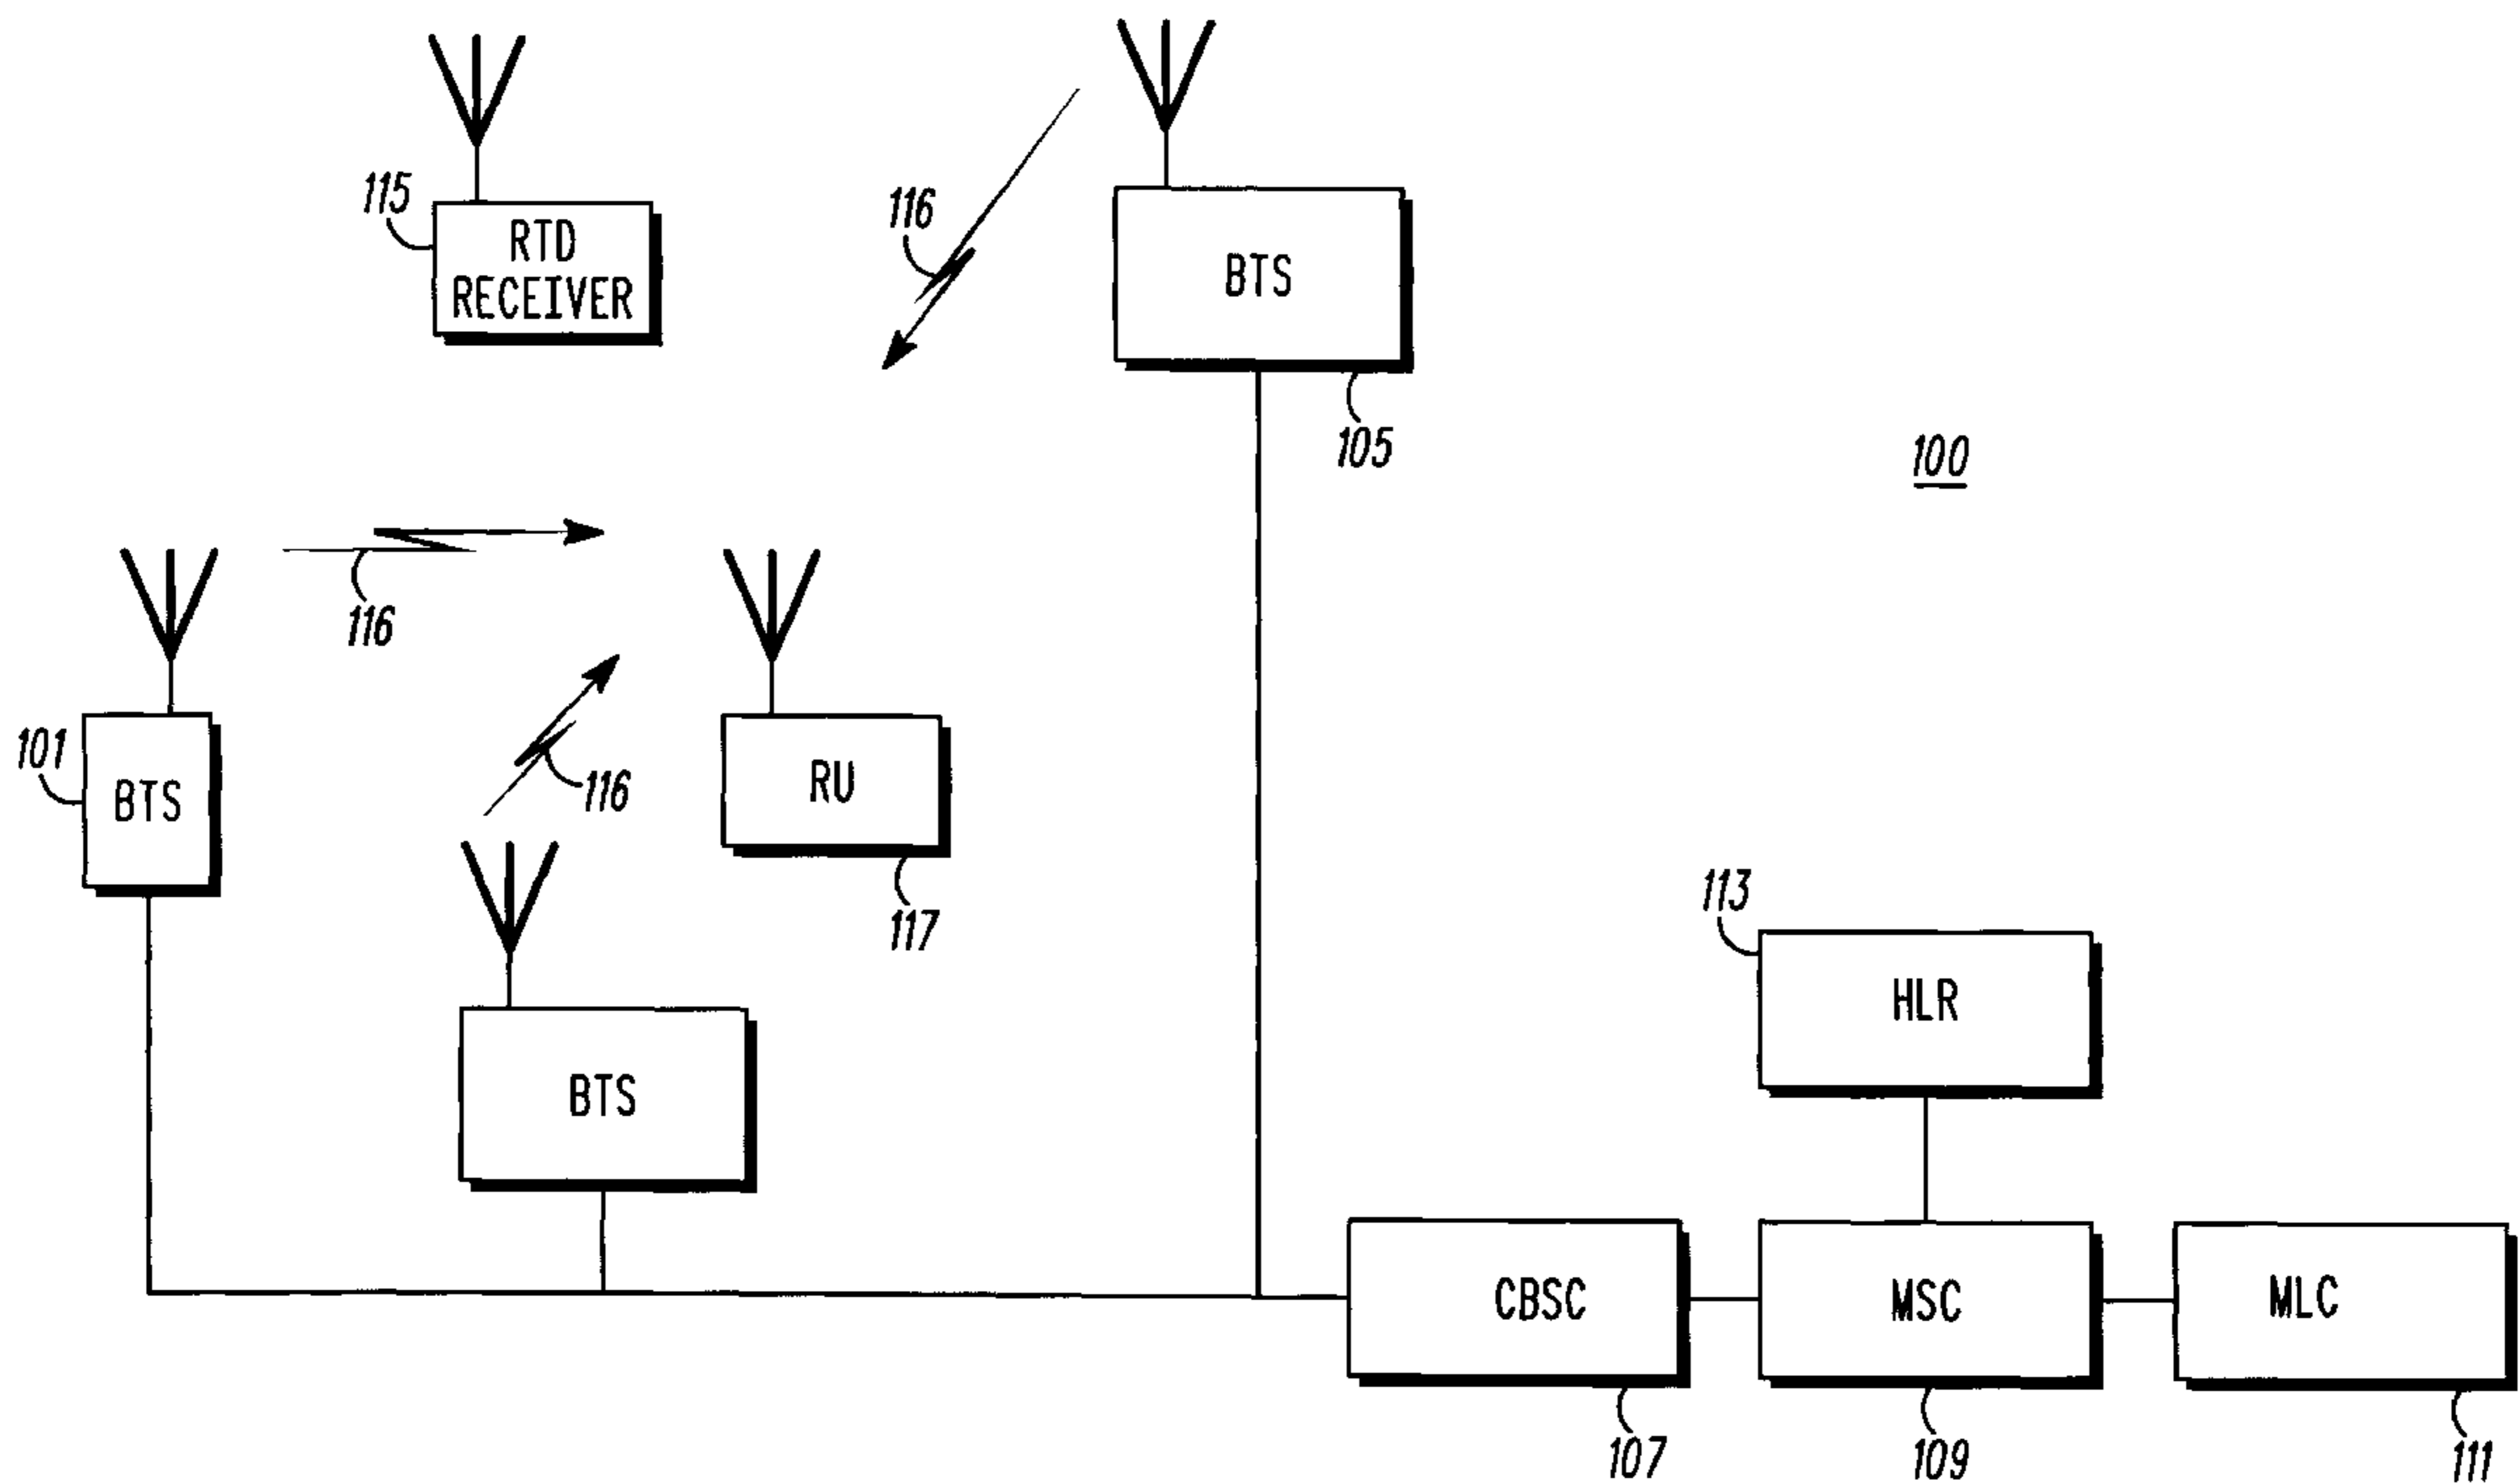 115
RTD
RECEIVER
116
BTS
105
100
116
101
BTS
116
RU
117
113
HLR
BTS
CBSC
MSC
MLC
107
109
111